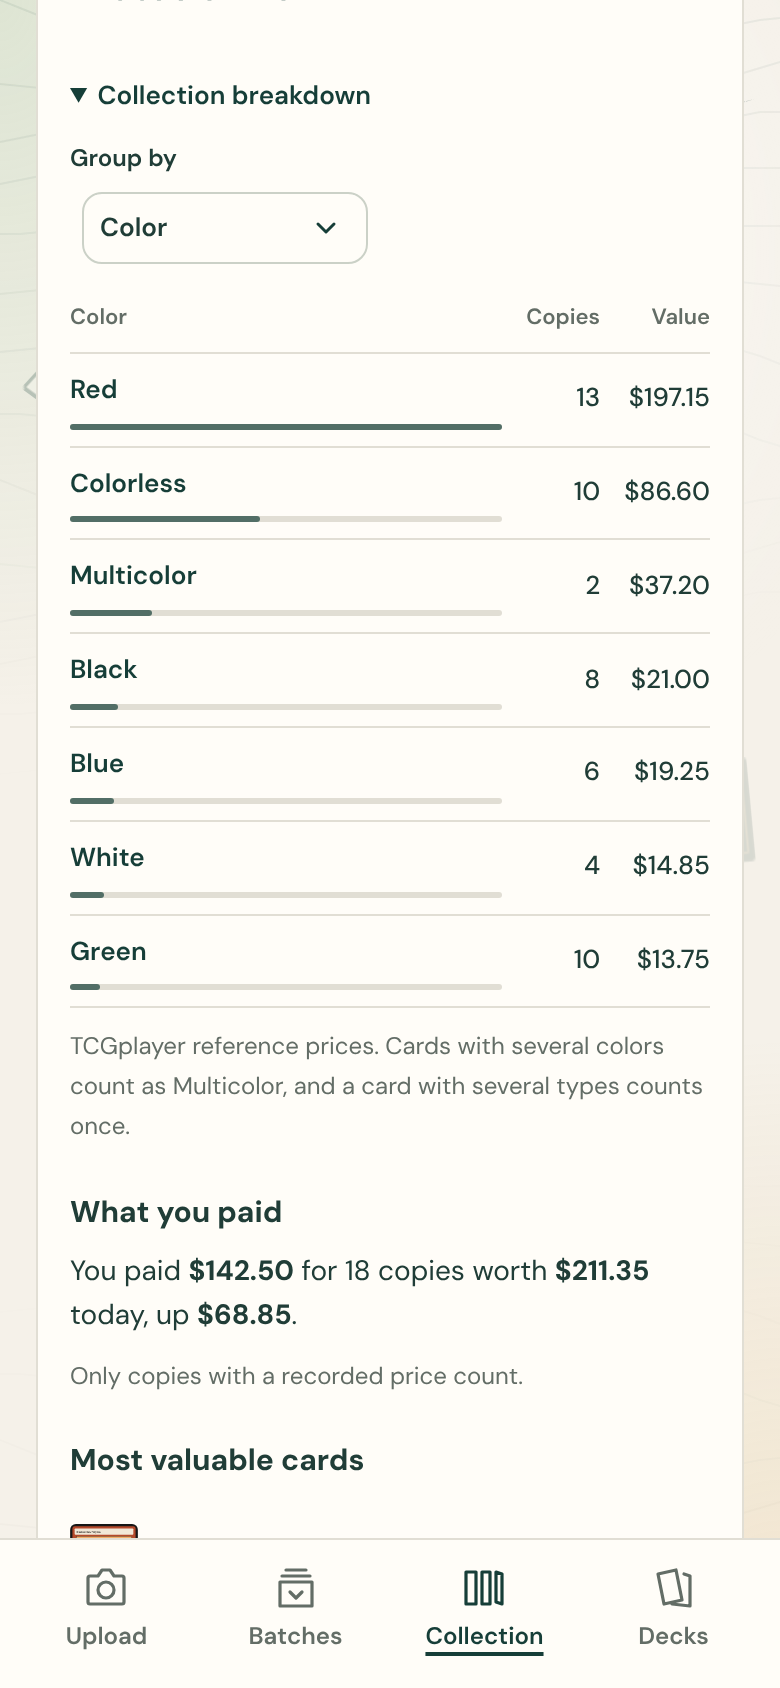 Collection breakdown
Group by
Color
Color Copies Value
Red 13 $197.15
Colorless 10 $86.60
Multicolor 2 $37.20
Black 8 $21.00
Blue 6 $19.25
White 4 $14.85
Green 10 $13.75
TCGplayer reference prices. Cards with several colors
count as Multicolor, and a card with several types counts
once.
What you paid
You paid $142.50 for 18 copies worth $211.35
today, up $68.85.
Only copies with a recorded price count.
Most valuable cards
Upload Batches Collection Decks